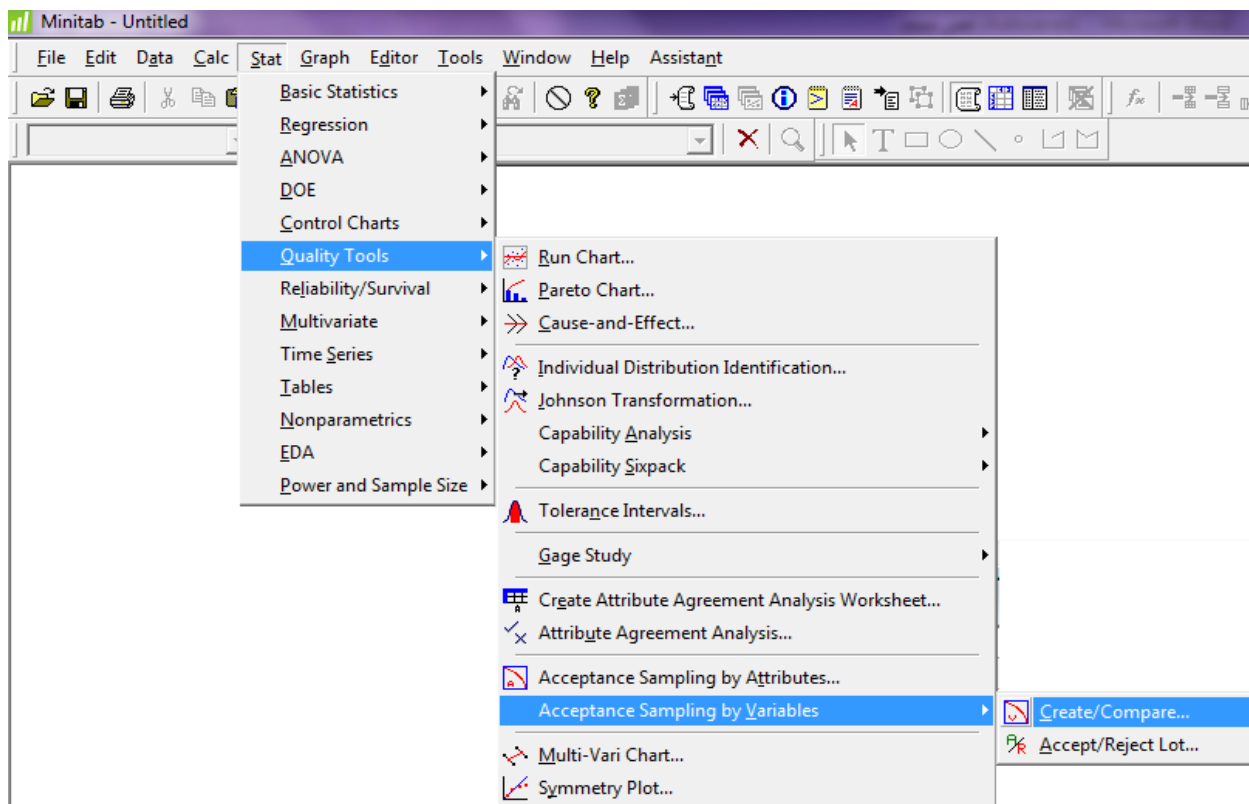 Minitab - Untitled
File Edit Data Calc Stat Graph Editor Tools Window Help Assistant
Basic Statistics
Regression
ANOVA
DOE
Control Charts
Quality Tools
Reliability/Survival
Multivariate
Time Series
Tables
Nonparametrics
EDA
Power and Sample Size
Run Chart...
Pareto Chart...
Cause-and-Effect...
Individual Distribution Identification...
Johnson Transformation...
Capability Analysis
Capability Sixpack
Tolerance Intervals...
Gage Study
Create Attribute Agreement Analysis Worksheet...
Attribute Agreement Analysis...
Acceptance Sampling by Attributes...
Acceptance Sampling by Variables
Multi-Vari Chart...
Symmetry Plot...
Create/Compare...
Accept/Reject Lot...